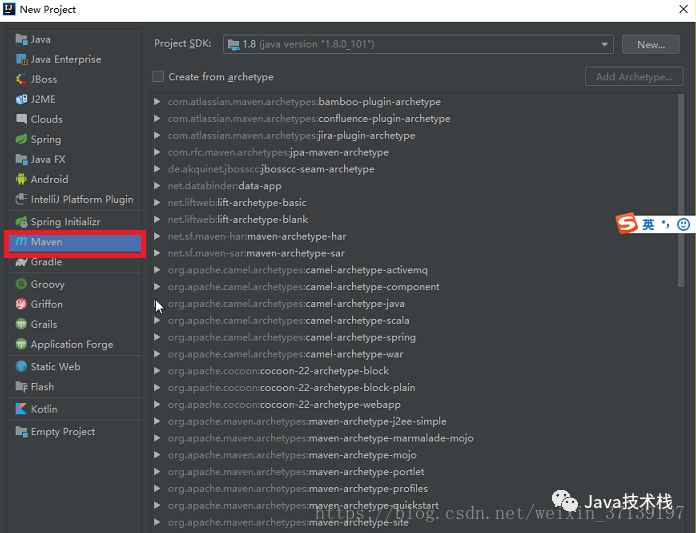 New Project
Java
Java Enterprise
JBoss
J2ME
Clouds
Spring
Java FX
Android
IntelliJ Platform Plugin
Spring Initializr
Maven
Gradle
Groovy
Griffon
Grails
Application Forge
Static Web
Flash
Kotlin
Empty Project
Project SDK: 1.8 (java version "1.8.0_101") New...
Create from archetype Add Archetype...
com.atlassian.maven.archetypes:bamboo-plugin-archetype
com.atlassian.maven.archetypes:confluence-plugin-archetype
com.atlassian.maven.archetypes:jira-plugin-archetype
com.rfc.maven.archetypes:jpa-maven-archetype
de.akquinet.jbosscc:jbosscc-seam-archetype
net.databinder:data-app
net.liftweb:lift-archetype-basic
net.liftweb:lift-archetype-blank
net.sf.maven-har:maven-archetype-har
net.sf.maven-sar:maven-archetype-sar
org.apache.camel.archetypes:camel-archetype-activemq
org.apache.camel.archetypes:camel-archetype-component
org.apache.camel.archetypes:camel-archetype-java
org.apache.camel.archetypes:camel-archetype-scala
org.apache.camel.archetypes:camel-archetype-spring
org.apache.camel.archetypes:camel-archetype-war
org.apache.cocoon:cocoon-22-archetype-block
org.apache.cocoon:cocoon-22-archetype-block-plain
org.apache.cocoon:cocoon-22-archetype-webapp
org.apache.maven.archetypes:maven-archetype-j2ee-simple
org.apache.maven.archetypes:maven-archetype-marmalade-mojo
org.apache.maven.archetypes:maven-archetype-mojo
org.apache.maven.archetypes:maven-archetype-portlet
org.apache.maven.archetypes:maven-archetype-profiles
org.apache.maven.archetypes:maven-archetype-quickstart
org.apache.maven.archetypes:maven-archetype-site
英
Java技术栈
https://blog.csdn.net/weixin_37139197